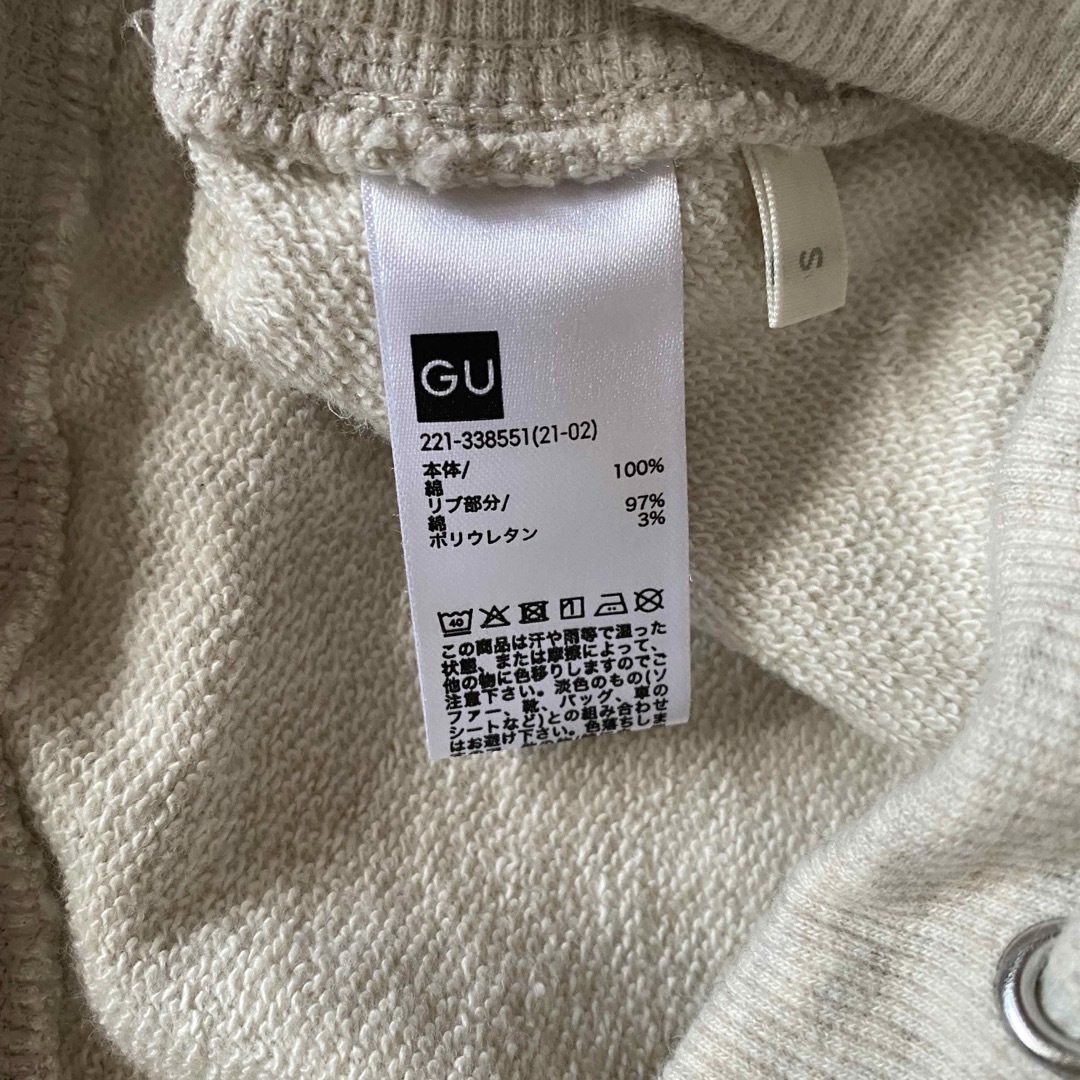 GU
221-338551(21-02)
本体/
綿 100%
リブ部分/
綿 97%
ポリウレタン 3%
40
1
この商品は汗や雨等で湿った
状態、または摩擦によって、
他の物に色移りしますのでご
注意下さい。淡色のもの(ソ
ファー、靴、バッグ、車の
シートなど)との組み合わせ
はお避け下さい。色落ちしま
S